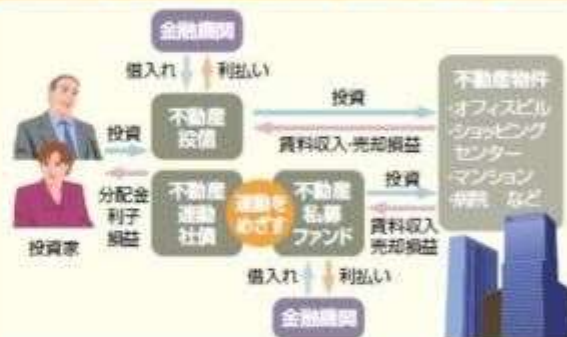 金融機関
借入れ
利払い
不動産
投信
投資
賃料収入・売却損益
不動産物件
・オフィスビル
・ショッピング
センター
・マンション
・病院 など
投資
分配金
利子
損益
投資家
不動産
連動
社債
連動を
めざす
不動産
私募
ファンド
投資
賃料収入
売却損益
借入れ
利払い
金融機関